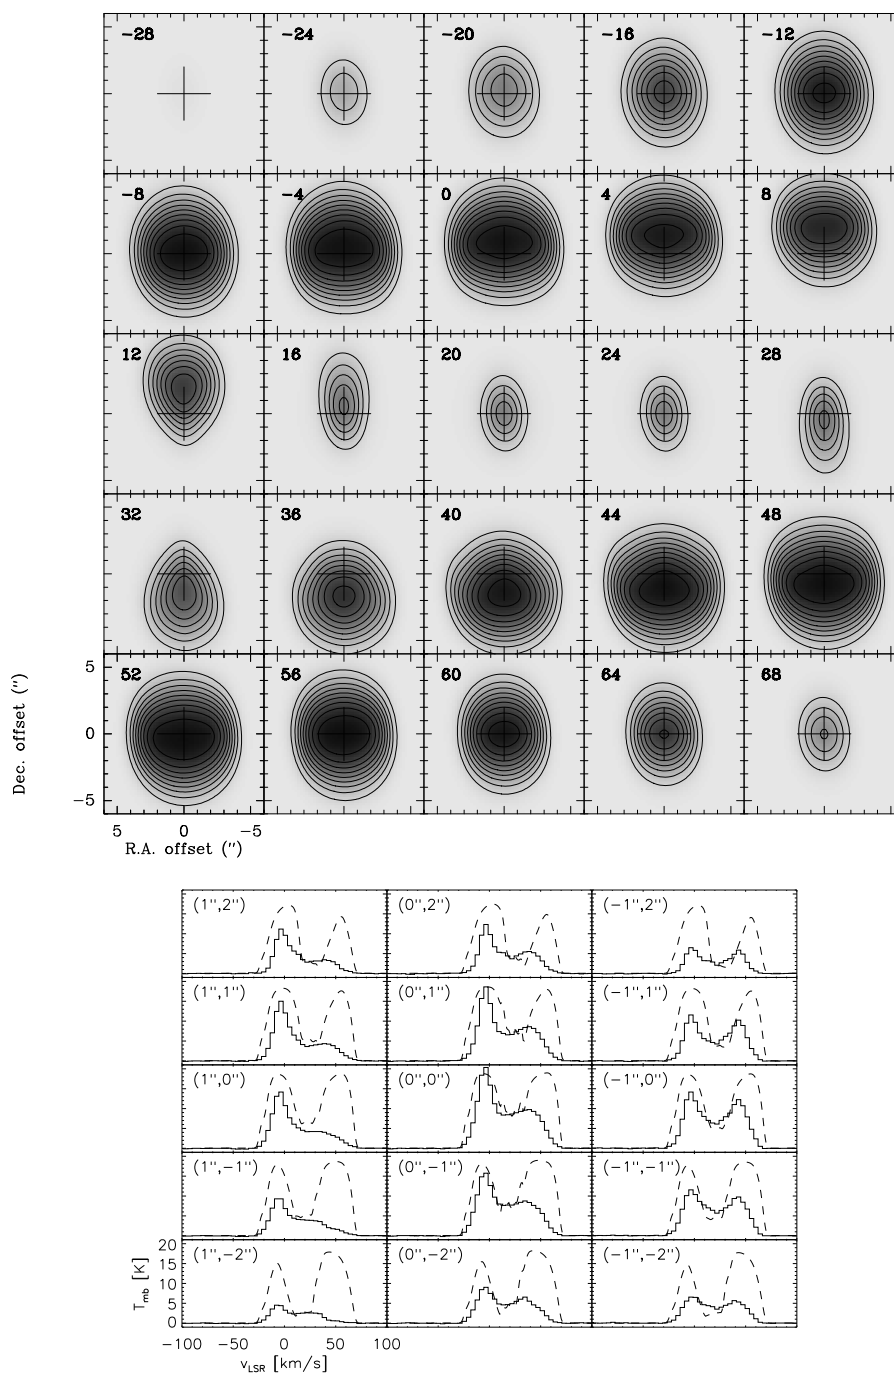 -28 -24 -20 -16 -12
-8 -4 0 4 8
12 16 20 24 28
32 36 40 44 48
52 56 60 64 68
5
0
-5
Dec. offset (")
5 0 -5
R.A. offset (")
(1",2") (0",2") (-1",2")
(1",1") (0",1") (-1",1")
(1",0") (0",0") (-1",0")
(1",-1") (0",-1") (-1",-1")
(1",-2") (0",-2") (-1",-2")
20
15
10
5
0
Tmb [K]
-100 -50 0 50 100
vLSR [km/s]